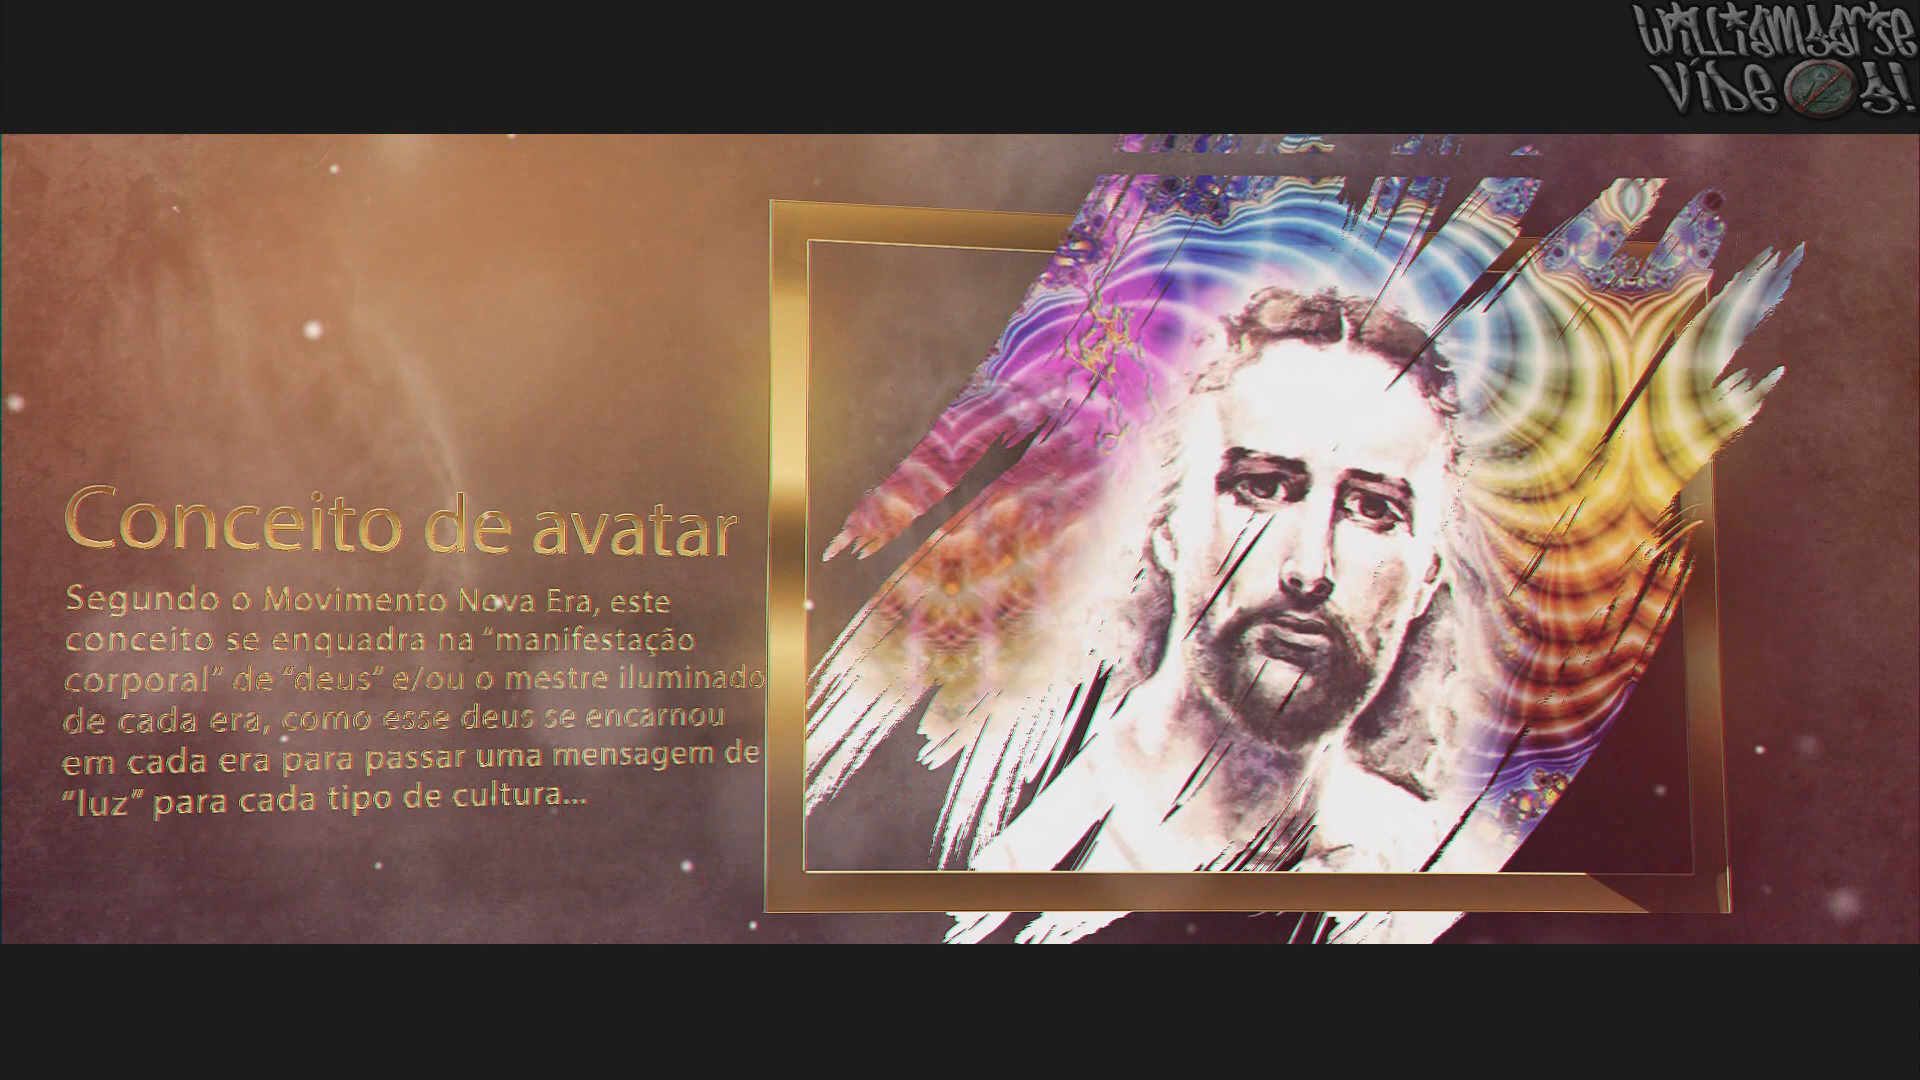 WILLIAMSARJE
VIDEOS!
Conceito de avatar
Segundo o Movimento Nova Era, este
conceito se enquadra na “manifestação
corporal” de “deus” e/ou o mestre iluminado
de cada era, como esse deus se encarnou
em cada era para passar uma mensagem de
“luz” para cada tipo de cultura...